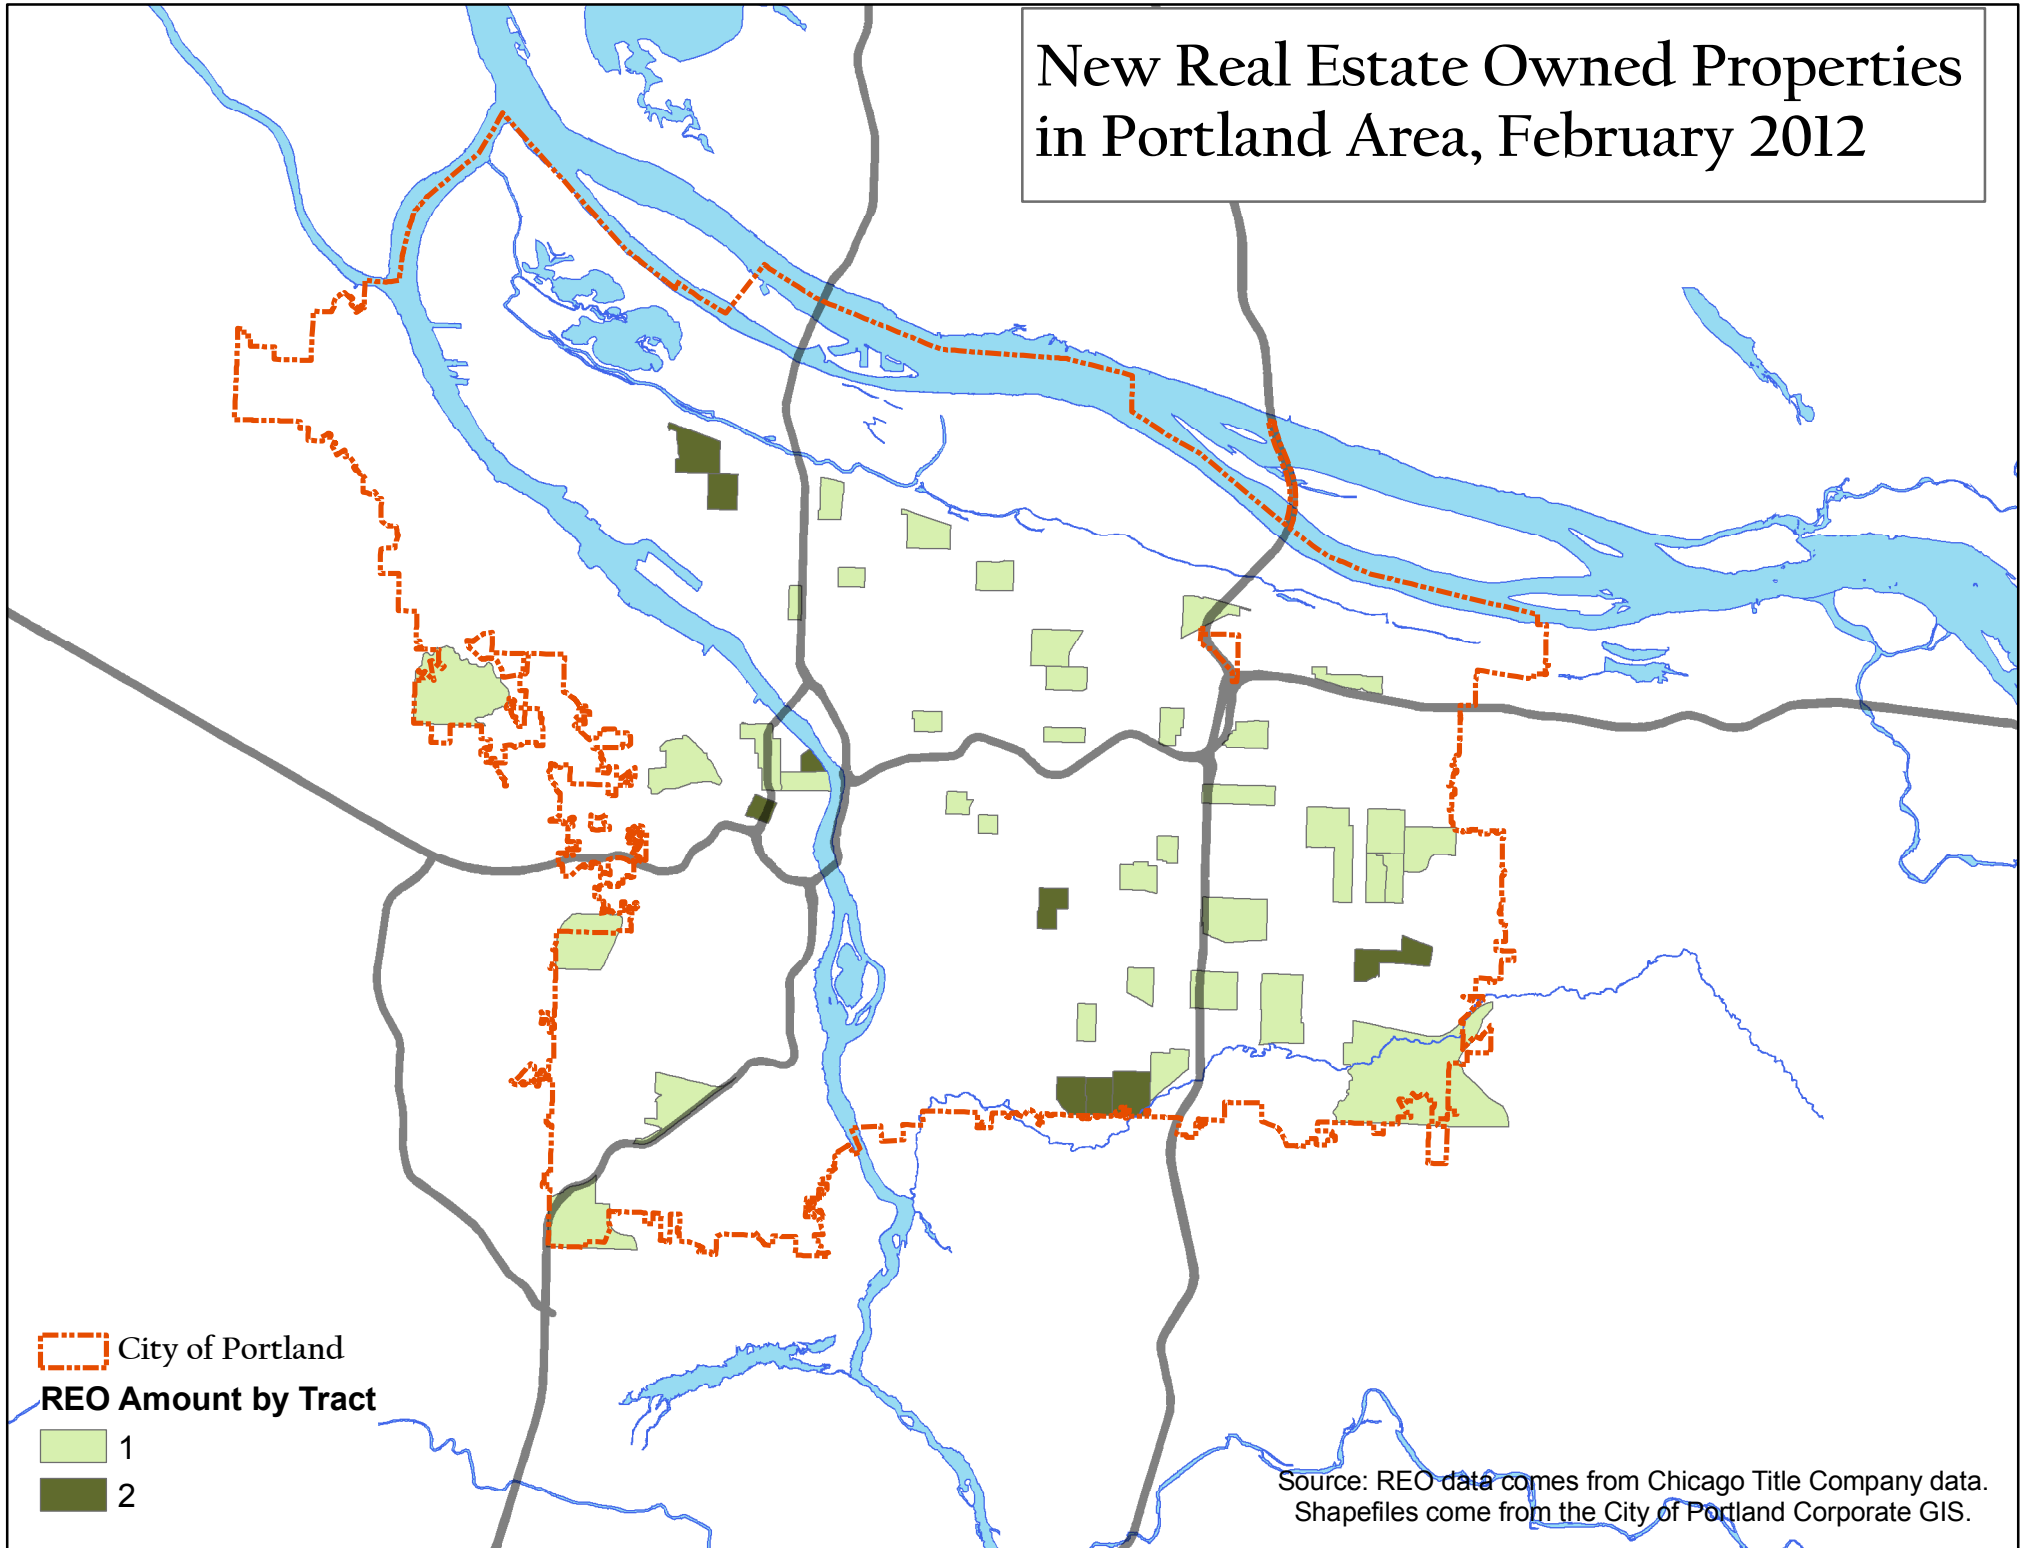 New Real Estate Owned Properties
in Portland Area, February 2012
City of Portland
REO Amount by Tract
1
2
Source: REO data comes from Chicago Title Company data.
Shapefiles come from the City of Portland Corporate GIS.